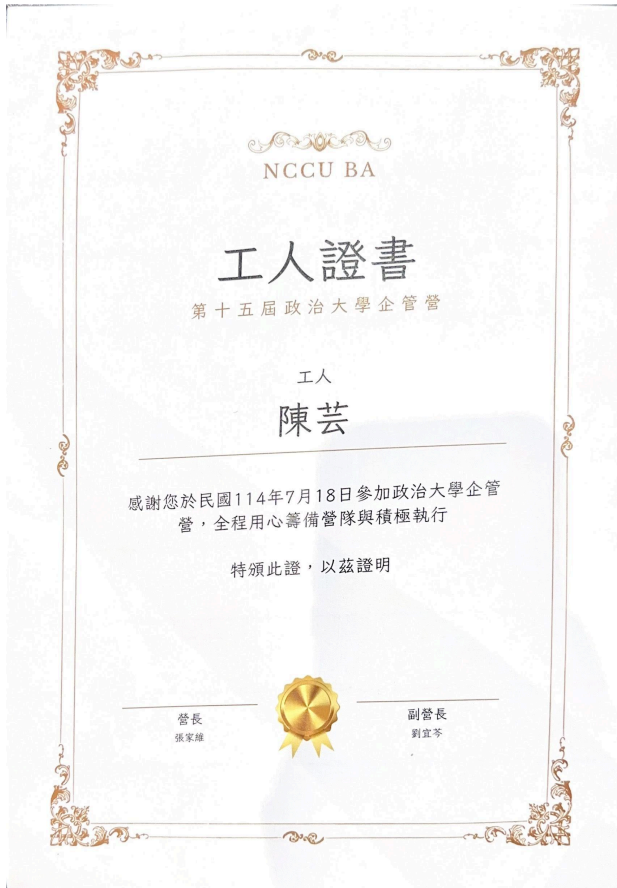 NCCU BA
工人證書
第十五屆政治大學企管營
工人
陳芸
感謝您於民國114年7月18日參加政治大學企管
營，全程用心籌備營隊與積極執行
特頒此證，以茲證明
營長
張家維
副營長
劉宜芩